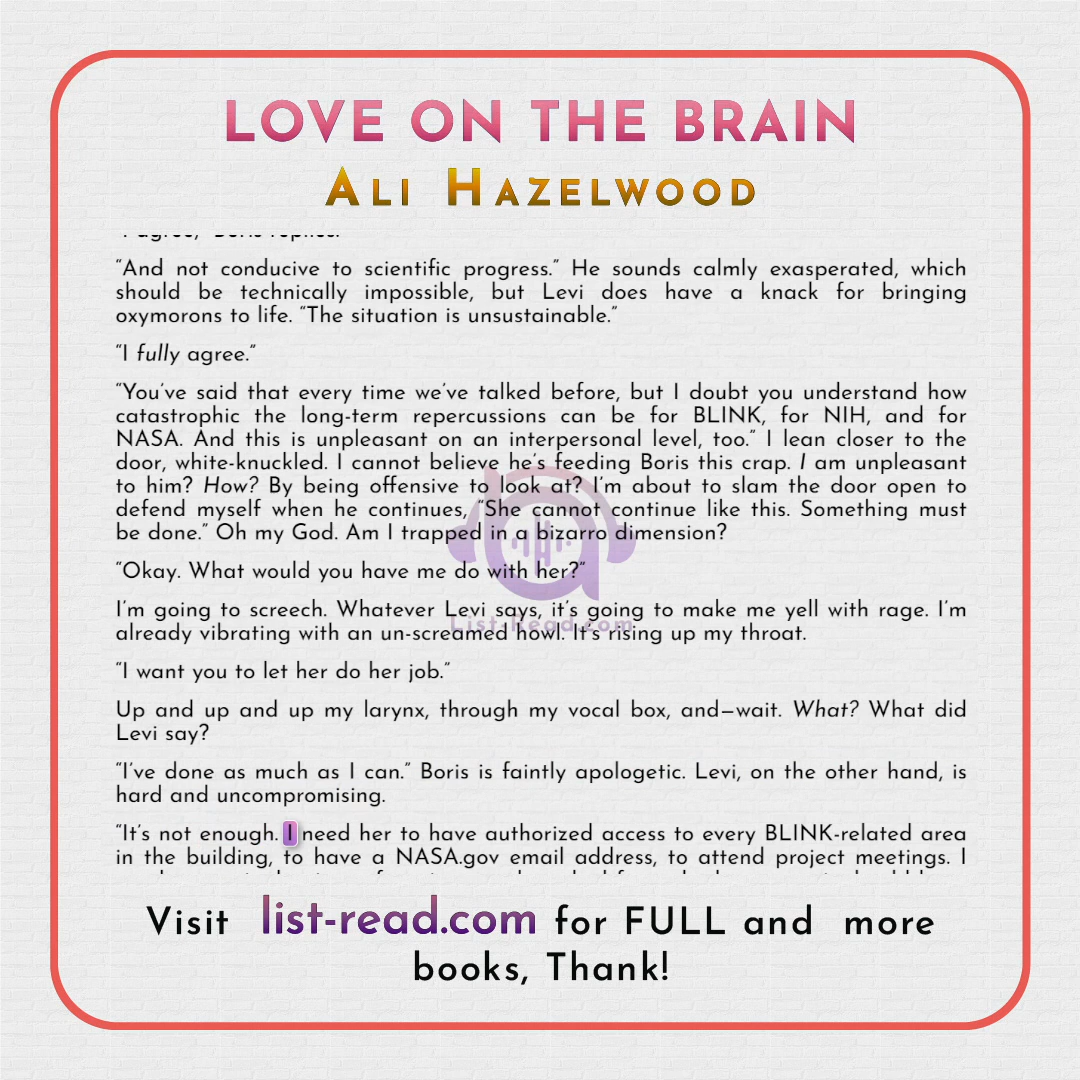 LOVE ON THE BRAIN
ALI HAZELWOOD
"I agree," Boris replies.
"And not conducive to scientific progress." He sounds calmly exasperated, which
should be technically impossible, but Levi does have a knack for bringing
oxymorons to life. "The situation is unsustainable."
"I fully agree."
"You've said that every time we've talked before, but I doubt you understand how
catastrophic the long-term repercussions can be for BLINK, for NIH, and for
NASA. And this is unpleasant on an interpersonal level, too." I lean closer to the
door, white-knuckled. I cannot believe he's feeding Boris this crap. I am unpleasant
to him? How? By being offensive to look at? I'm about to slam the door open to
defend myself when he continues, "She cannot continue like this. Something must
be done." Oh my God. Am I trapped in a bizarro dimension?
"Okay. What would you have me do with her?"
I'm going to screech. Whatever Levi says, it's going to make me yell with rage. I'm
already vibrating with an un-screamed howl. It's rising up my throat.
List-Read.com
"I want you to let her do her job."
Up and up and up my larynx, through my vocal box, and—wait. What? What did
Levi say?
"I've done as much as I can." Boris is faintly apologetic. Levi, on the other hand, is
hard and uncompromising.
"It's not enough. I need her to have authorized access to every BLINK-related area
in the building, to have a NASA.gov email address, to attend project meetings. I
Visit list-read.com for FULL and more
books, Thank!